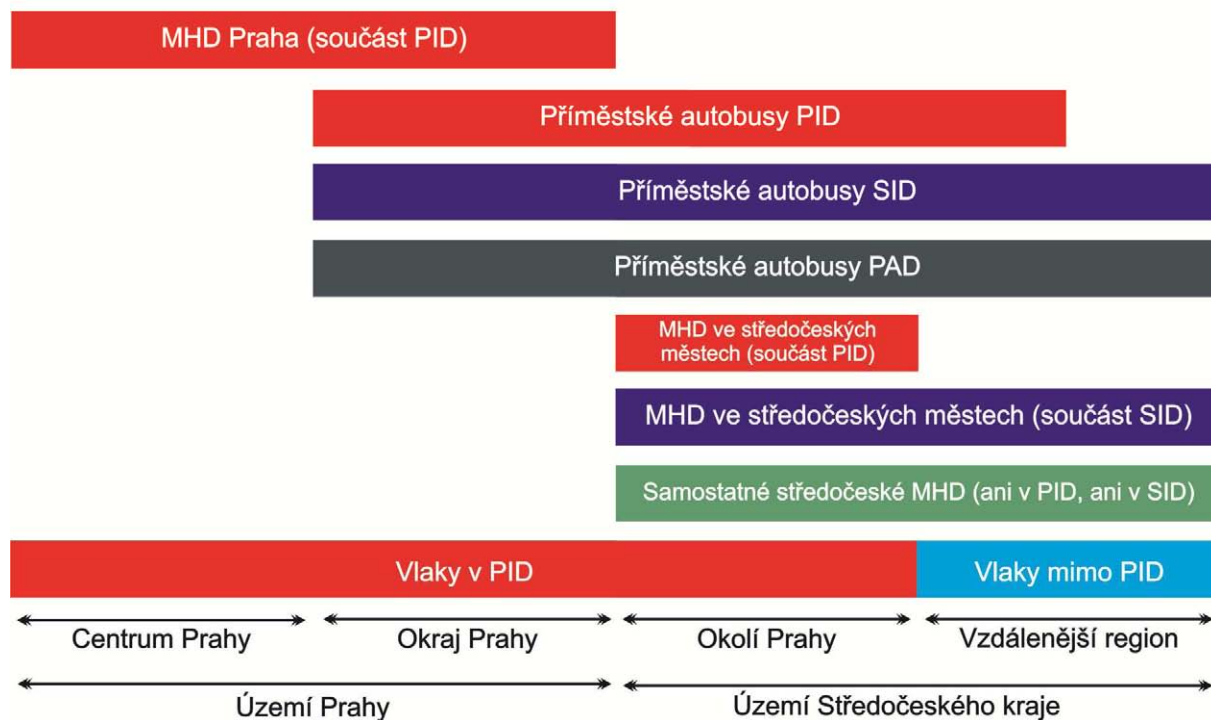 MHD Praha (součást PID)
Příměstské autobusy PID
Příměstské autobusy SID
Příměstské autobusy PAD
MHD ve středočeských
městech (součást PID)
MHD ve středočeských městech (součást SID)
Samostatné středočeské MHD (ani v PID, ani v SID)
Vlaky v PID
Vlaky mimo PID
Centrum Prahy
Okraj Prahy
Okolí Prahy
Vzdálenější region
Území Prahy
Území Středočeského kraje